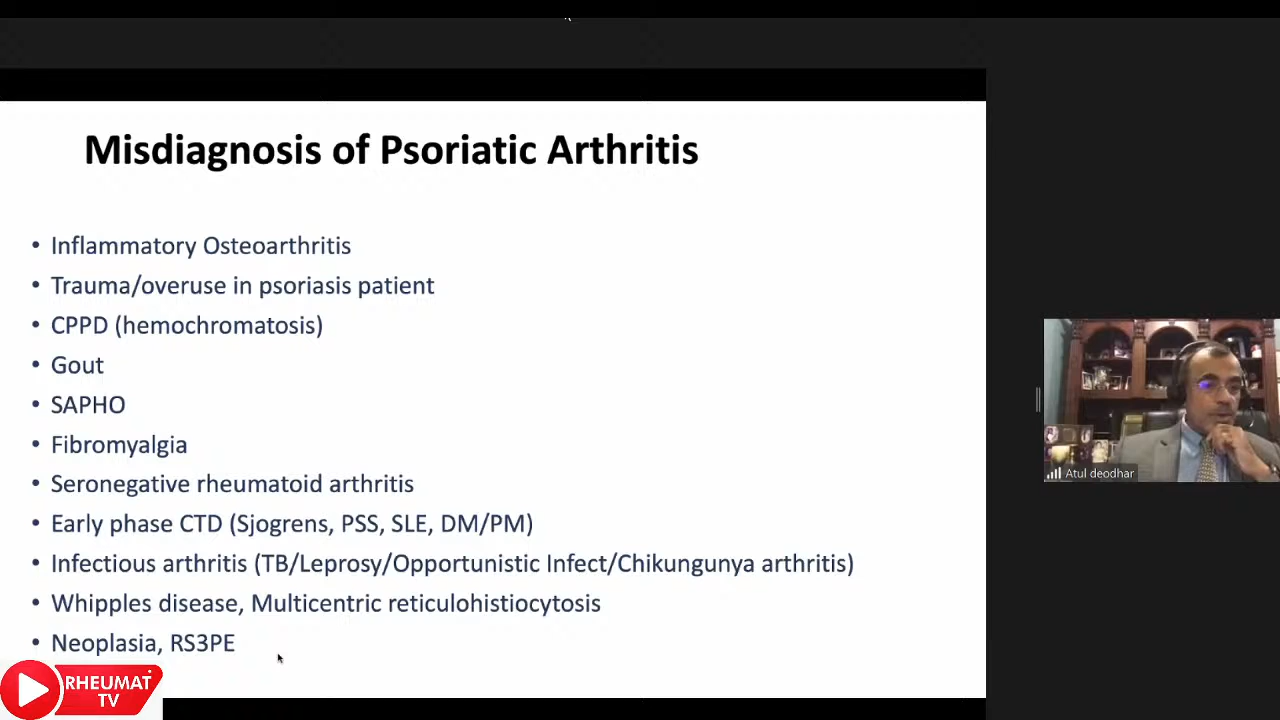 Misdiagnosis of Psoriatic Arthritis
• Inflammatory Osteoarthritis
• Trauma/overuse in psoriasis patient
• CPPD (hemochromatosis)
• Gout
• SAPHO
• Fibromyalgia
• Seronegative rheumatoid arthritis
• Early phase CTD (Sjogrens, PSS, SLE, DM/PM)
• Infectious arthritis (TB/Leprosy/Opportunistic Infect/Chikungunya arthritis)
• Whipples disease, Multicentric reticulohistiocytosis
• Neoplasia, RS3PE
Atul deodhar
RHEUMAT
TV